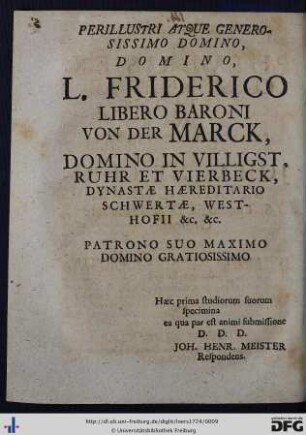 PERILLUSTRI ATQUE GENERO-
SISSIMO DOMINO,
DOMINO,
L. FRIDERICO
LIBERO BARONI
VON DER MARCK,
DOMINO IN VILLIGST,
RUHR ET VIERBECK,
DYNASTÆ HÆREDITARIO
SCHWERTÆ, WEST-
HOFII &c. &c.
PATRONO SUO MAXIMO
DOMINO GRATIOSISSIMO
Hæc prima ſtudiorum ſuorum
ſpecimina
ea qua par eſt animi ſubmiſſione
D. D. D.
JOH. HENR. MEISTER
Reſpondens.
http://dl.ub.uni-freiburg.de/diglit/hoers1724/0009
© Universitätsbibliothek Freiburg
DFG